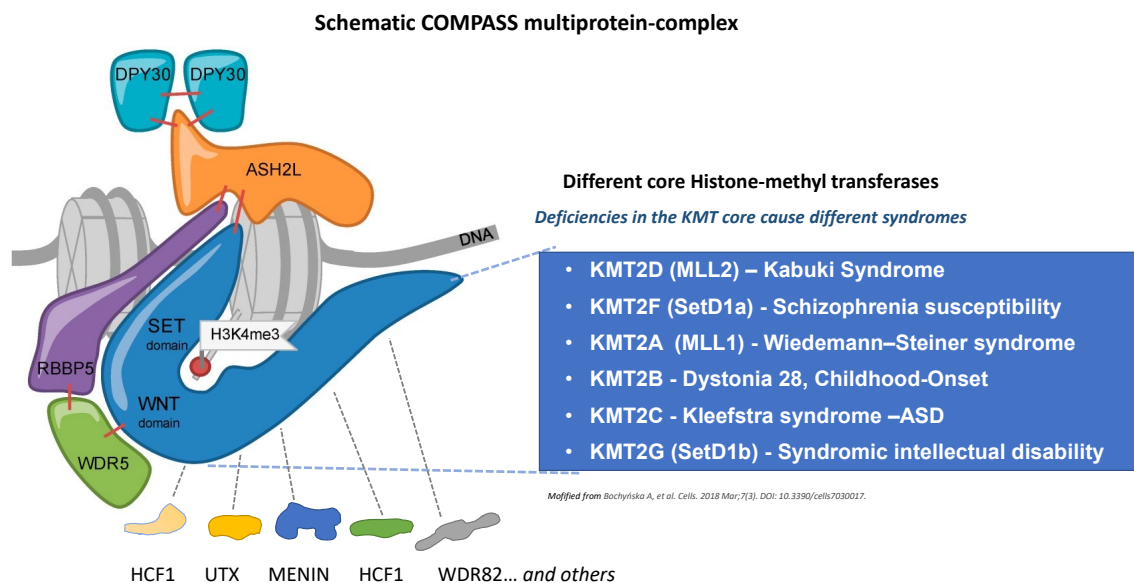 Schematic COMPASS multiprotein-complex
DPY30 DPY30
ASH2L
DNA
SET
domain
H3K4me3
RBBP5
WNT
domain
WDR5
HCF1 UTX MENIN HCF1 WDR82... and others
Different core Histone-methyl transferases
Deficiencies in the KMT core cause different syndromes
• KMT2D (MLL2) – Kabuki Syndrome
• KMT2F (SetD1a) - Schizophrenia susceptibility
• KMT2A (MLL1) - Wiedemann–Steiner syndrome
• KMT2B - Dystonia 28, Childhood-Onset
• KMT2C - Kleefstra syndrome –ASD
• KMT2G (SetD1b) - Syndromic intellectual disability
Mofified from Bochyńska A, et al. Cells. 2018 Mar;7(3). DOI: 10.3390/cells7030017.